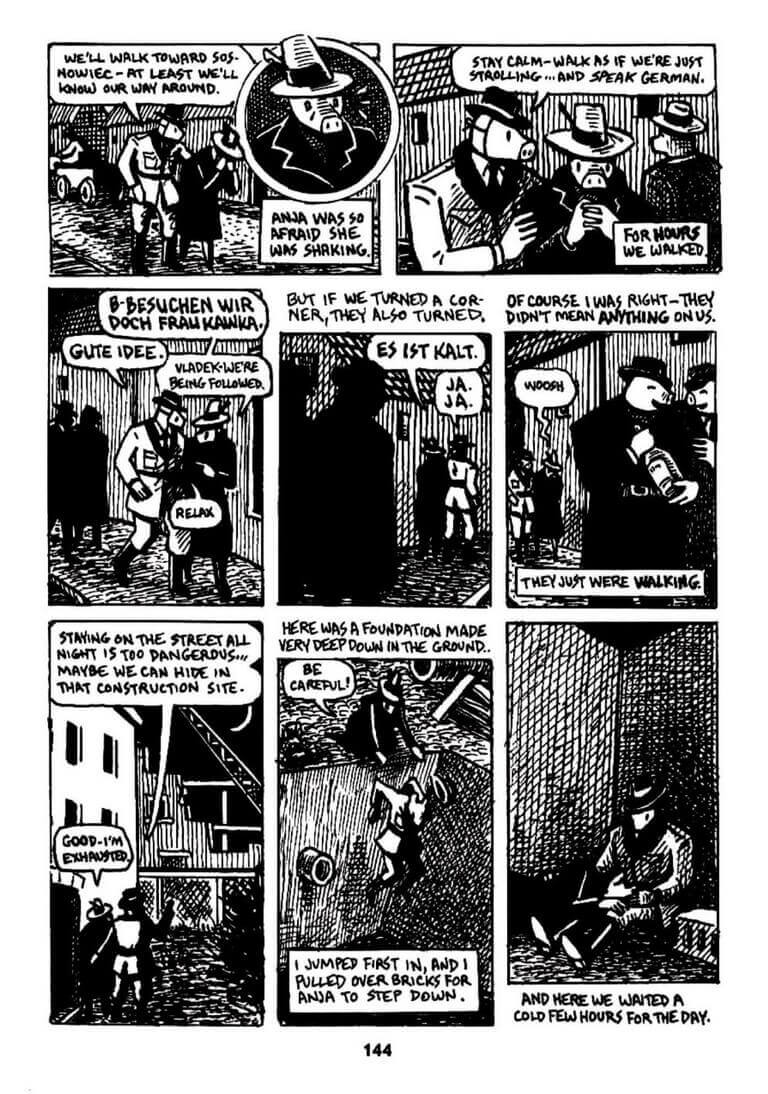 WE'LL WALK TOWARD SOS-
NOWIEC - AT LEAST WE'LL
KNOW OUR WAY AROUND.
ANJA WAS SO
AFRAID SHE
WAS SHAKING.
STAY CALM-WALK AS IF WE'RE JUST
STROLLING... AND SPEAK GERMAN.
FOR HOURS
WE WALKED.
B-BESUCHEN WIR
DOCH FRAU KAWKA.
GUTE IDEE.
VLADEK-WE'RE
BEING FOLLOWED.
RELAX
BUT IF WE TURNED A COR-
NER, THEY ALSO TURNED.
ES IST KALT.
JA.
JA.
OF COURSE I WAS RIGHT-THEY
DIDN'T MEAN ANYTHING ON US.
WOOSH
THEY JUST WERE WALKING.
STAYING ON THE STREET ALL
NIGHT IS TOO DANGEROUS...
MAYBE WE CAN HIDE IN
THAT CONSTRUCTION SITE.
GOOD-I'M
EXHAUSTED.
HERE WAS A FOUNDATION MADE
VERY DEEP DOWN IN THE GROUND..
BE
CAREFUL!
I JUMPED FIRST IN, AND I
PULLED OVER BRICKS FOR
ANJA TO STEP DOWN.
AND HERE WE WAITED A
COLD FEW HOURS FOR THE DAY.
144